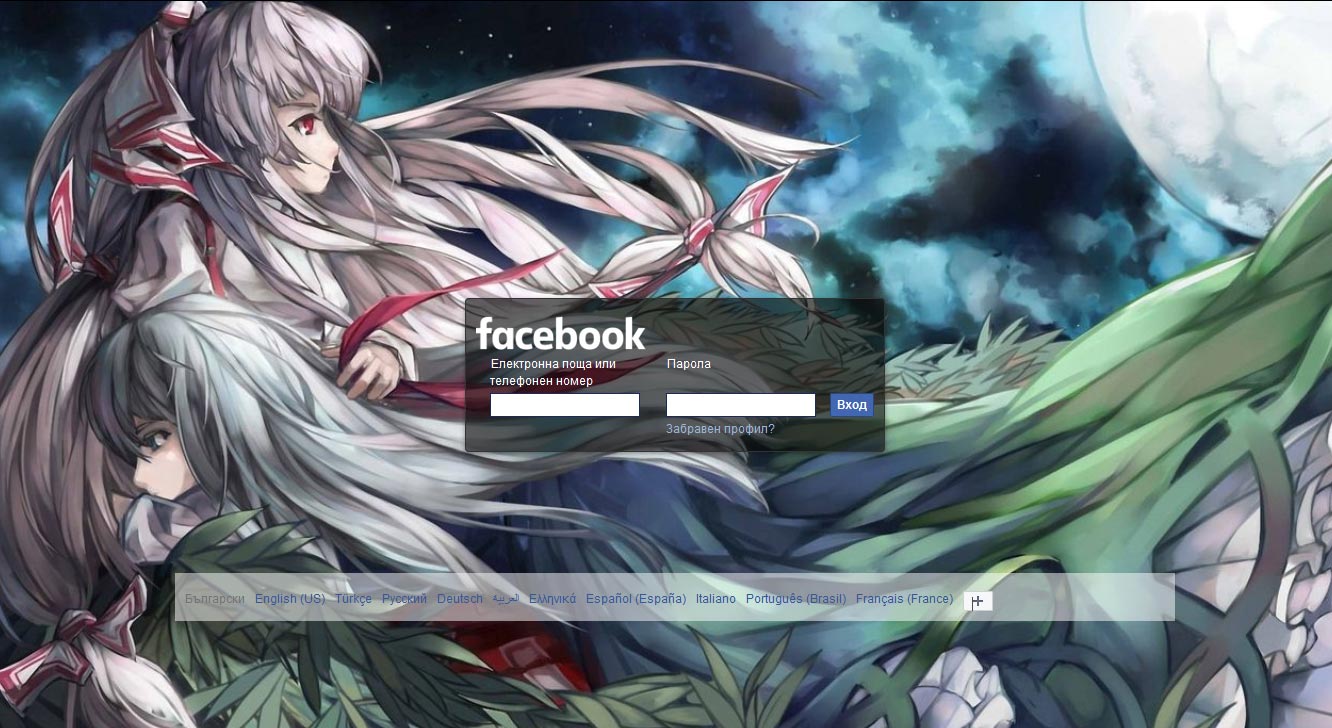 facebook
Електронна поща или Парола
телефонен номер
Вход
Забравен профил?
Български English (US) Türkçe Русский Deutsch العربية Ελληνικά Español (España) Italiano Português (Brasil) Français (France) +